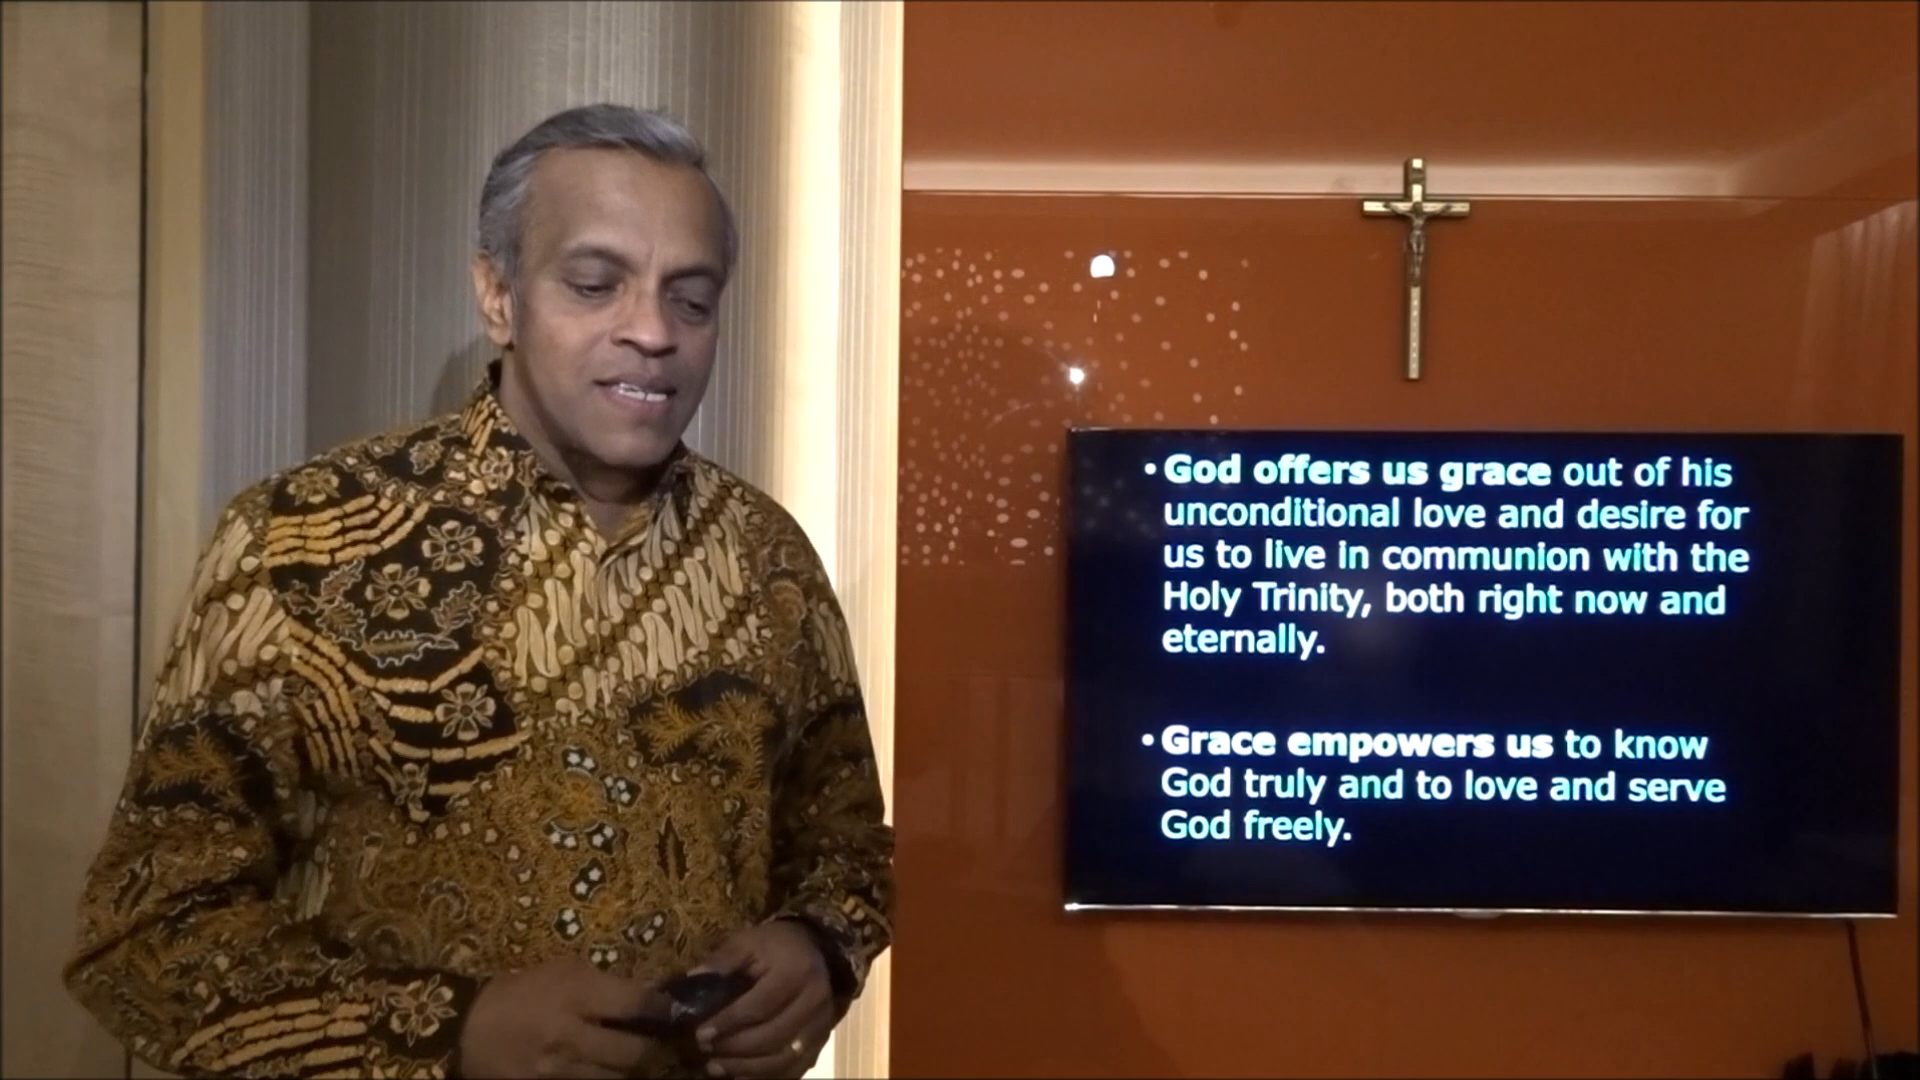 • God offers us grace out of his
unconditional love and desire for
us to live in communion with the
Holy Trinity, both right now and
eternally.
• Grace empowers us to know
God truly and to love and serve
God freely.